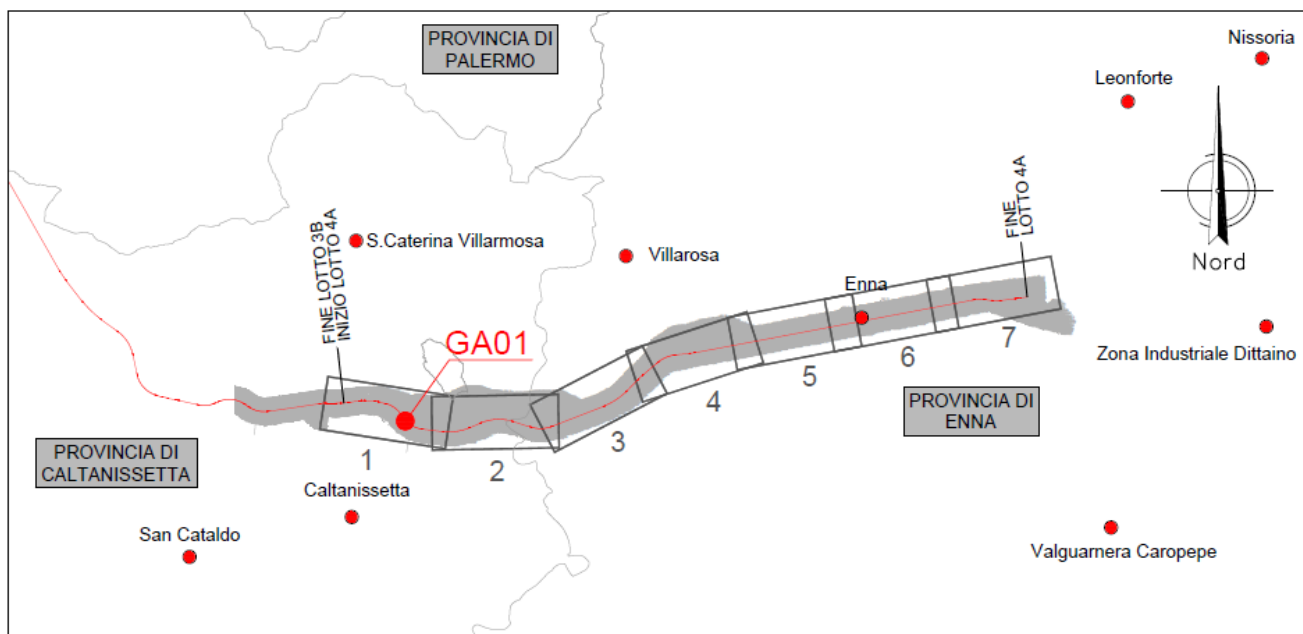 PROVINCIA DI
PALERMO
Nissoria
Leonforte
Nord
FINE LOTTO 3B
INIZIO LOTTO 4A
S.Caterina Villarmosa
Villarosa
FINE
LOTTO 4A
Enna
GA01
Zona Industriale Dittaino
1
2
3
4
5
6
7
PROVINCIA DI
ENNA
PROVINCIA DI
CALTANISSETTA
Caltanissetta
San Cataldo
Valguarnera Caropepe